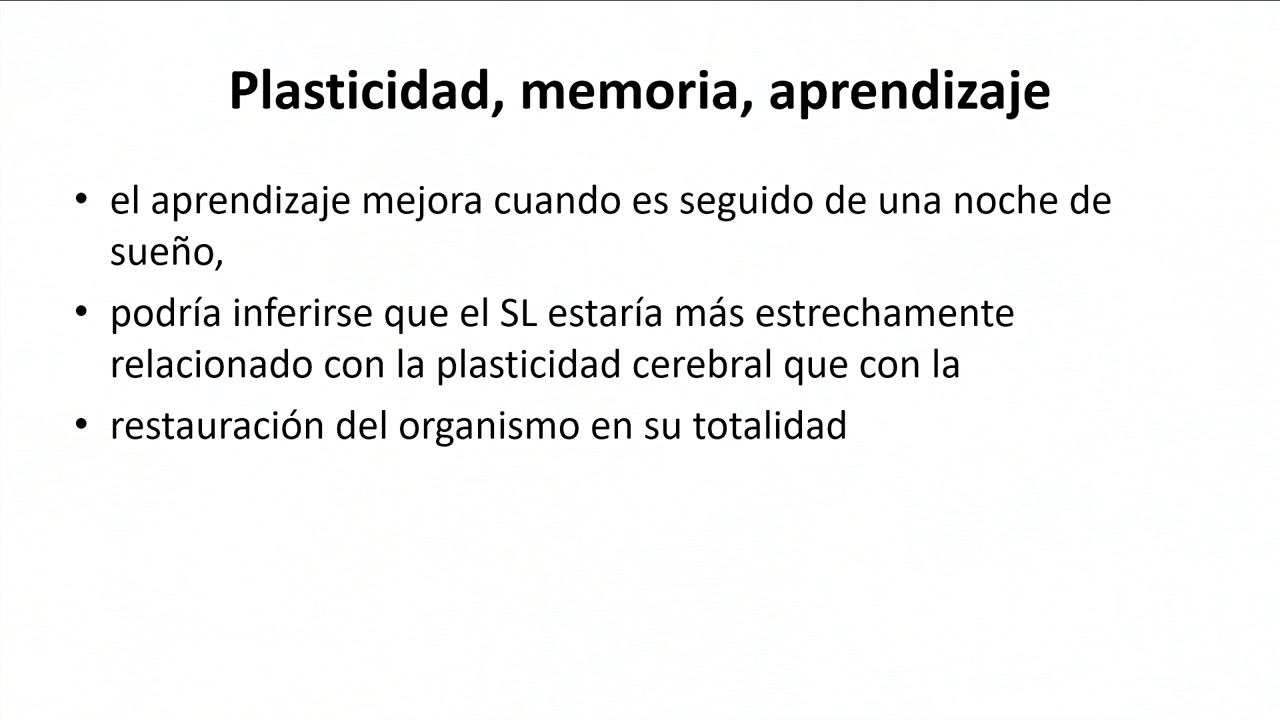 Plasticidad, memoria, aprendizaje
• el aprendizaje mejora cuando es seguido de una noche de
sueño,
• podría inferirse que el SL estaría más estrechamente
relacionado con la plasticidad cerebral que con la
• restauración del organismo en su totalidad